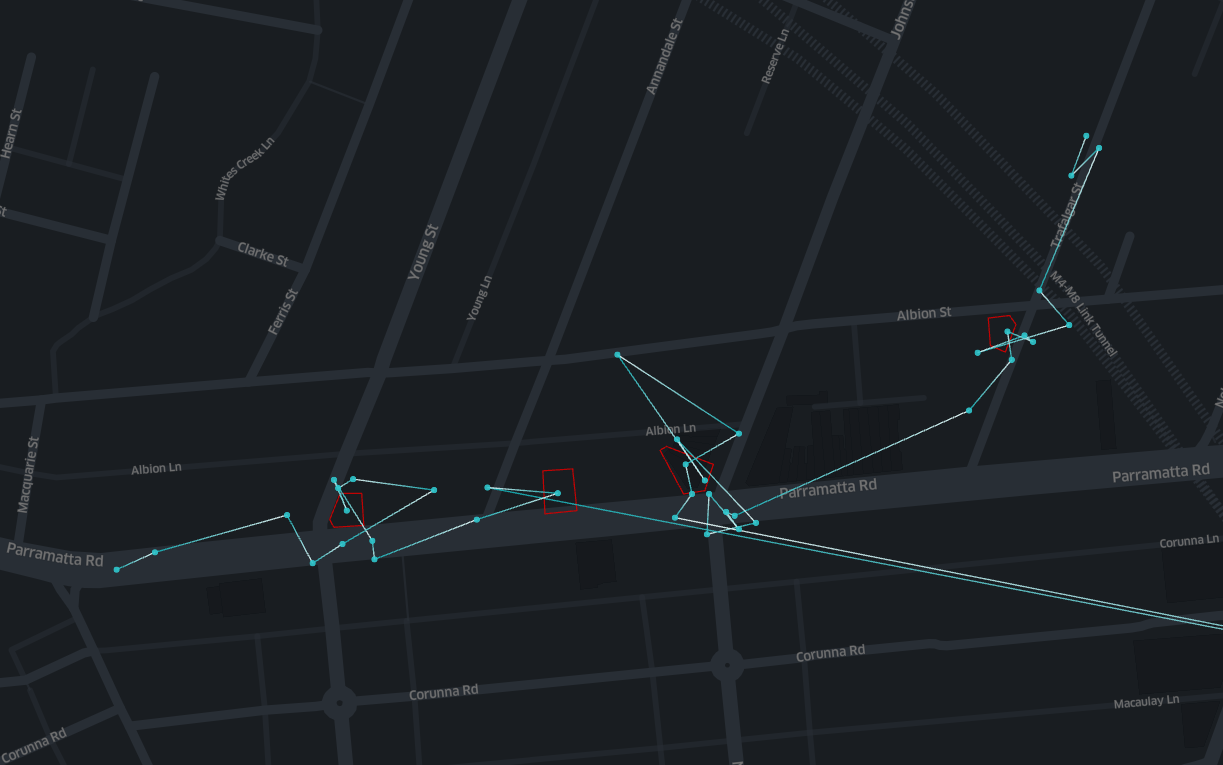 Johns
Annandale St
Reserve Ln
Hearn St
Whites Creek Ln
Trafalgar St
St
Young St
Clarke St
Young Ln
Ferris St
M4-M8 Link Tunnel
Albion St
Albion Ln
Macquarie St
Albion Ln
Parramatta Rd
Parramatta Rd
Parramatta Rd
Corunna Ln
Corunna Rd
Corunna Rd
Macaulay Ln
Corunna Rd